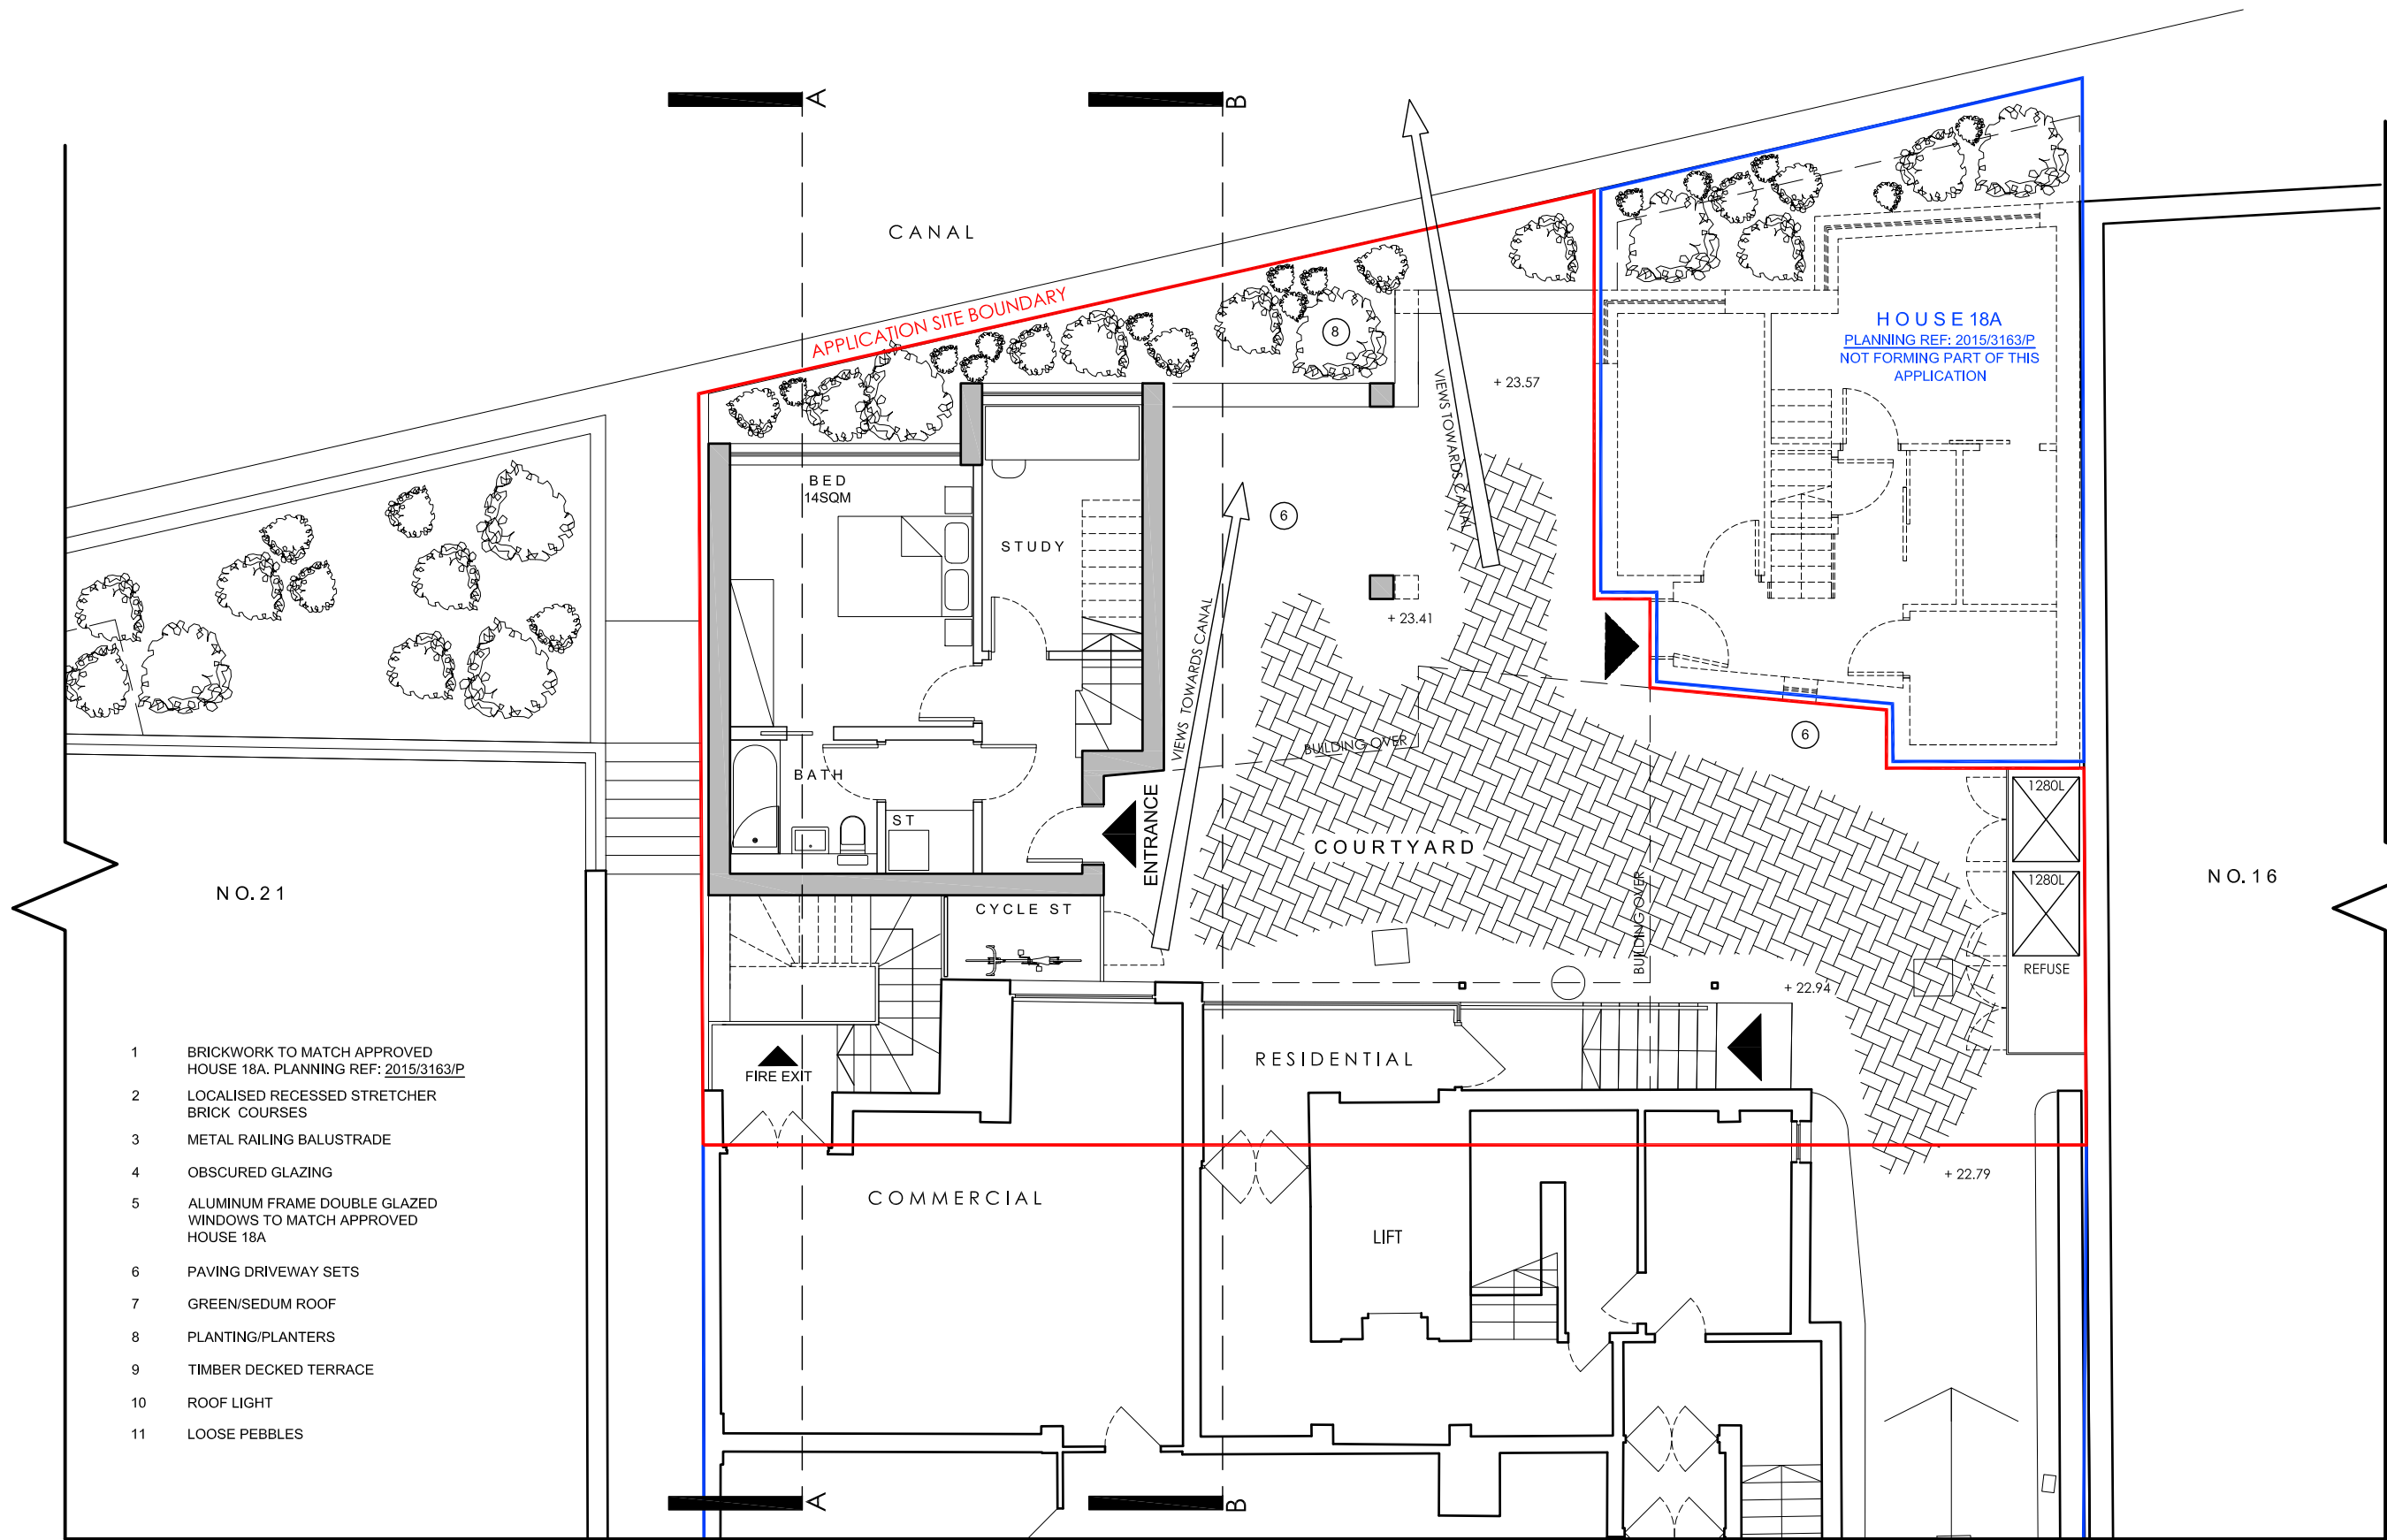 A
B
CANAL
APPLICATION SITE BOUNDARY
8
HOUSE 18A
PLANNING REF: 2015/3163/P
NOT FORMING PART OF THIS
APPLICATION
+ 23.57
VIEWS TOWARDS CANAL
BED
14SQM
STUDY
6
+ 23.41
VIEWS TOWARDS CANAL
BUILDING OVER
6
BATH
ST
ENTRANCE
COURTYARD
1280L
1280L
REFUSE
NO.21
NO.16
CYCLE ST
BUILDING OVER
+ 22.94
FIRE EXIT
RESIDENTIAL
COMMERCIAL
LIFT
+ 22.79
1 BRICKWORK TO MATCH APPROVED
HOUSE 18A. PLANNING REF: 2015/3163/P
2 LOCALISED RECESSED STRETCHER
BRICK COURSES
3 METAL RAILING BALUSTRADE
4 OBSCURED GLAZING
5 ALUMINUM FRAME DOUBLE GLAZED
WINDOWS TO MATCH APPROVED
HOUSE 18A
6 PAVING DRIVEWAY SETS
7 GREEN/SEDUM ROOF
8 PLANTING/PLANTERS
9 TIMBER DECKED TERRACE
10 ROOF LIGHT
11 LOOSE PEBBLES
A
B